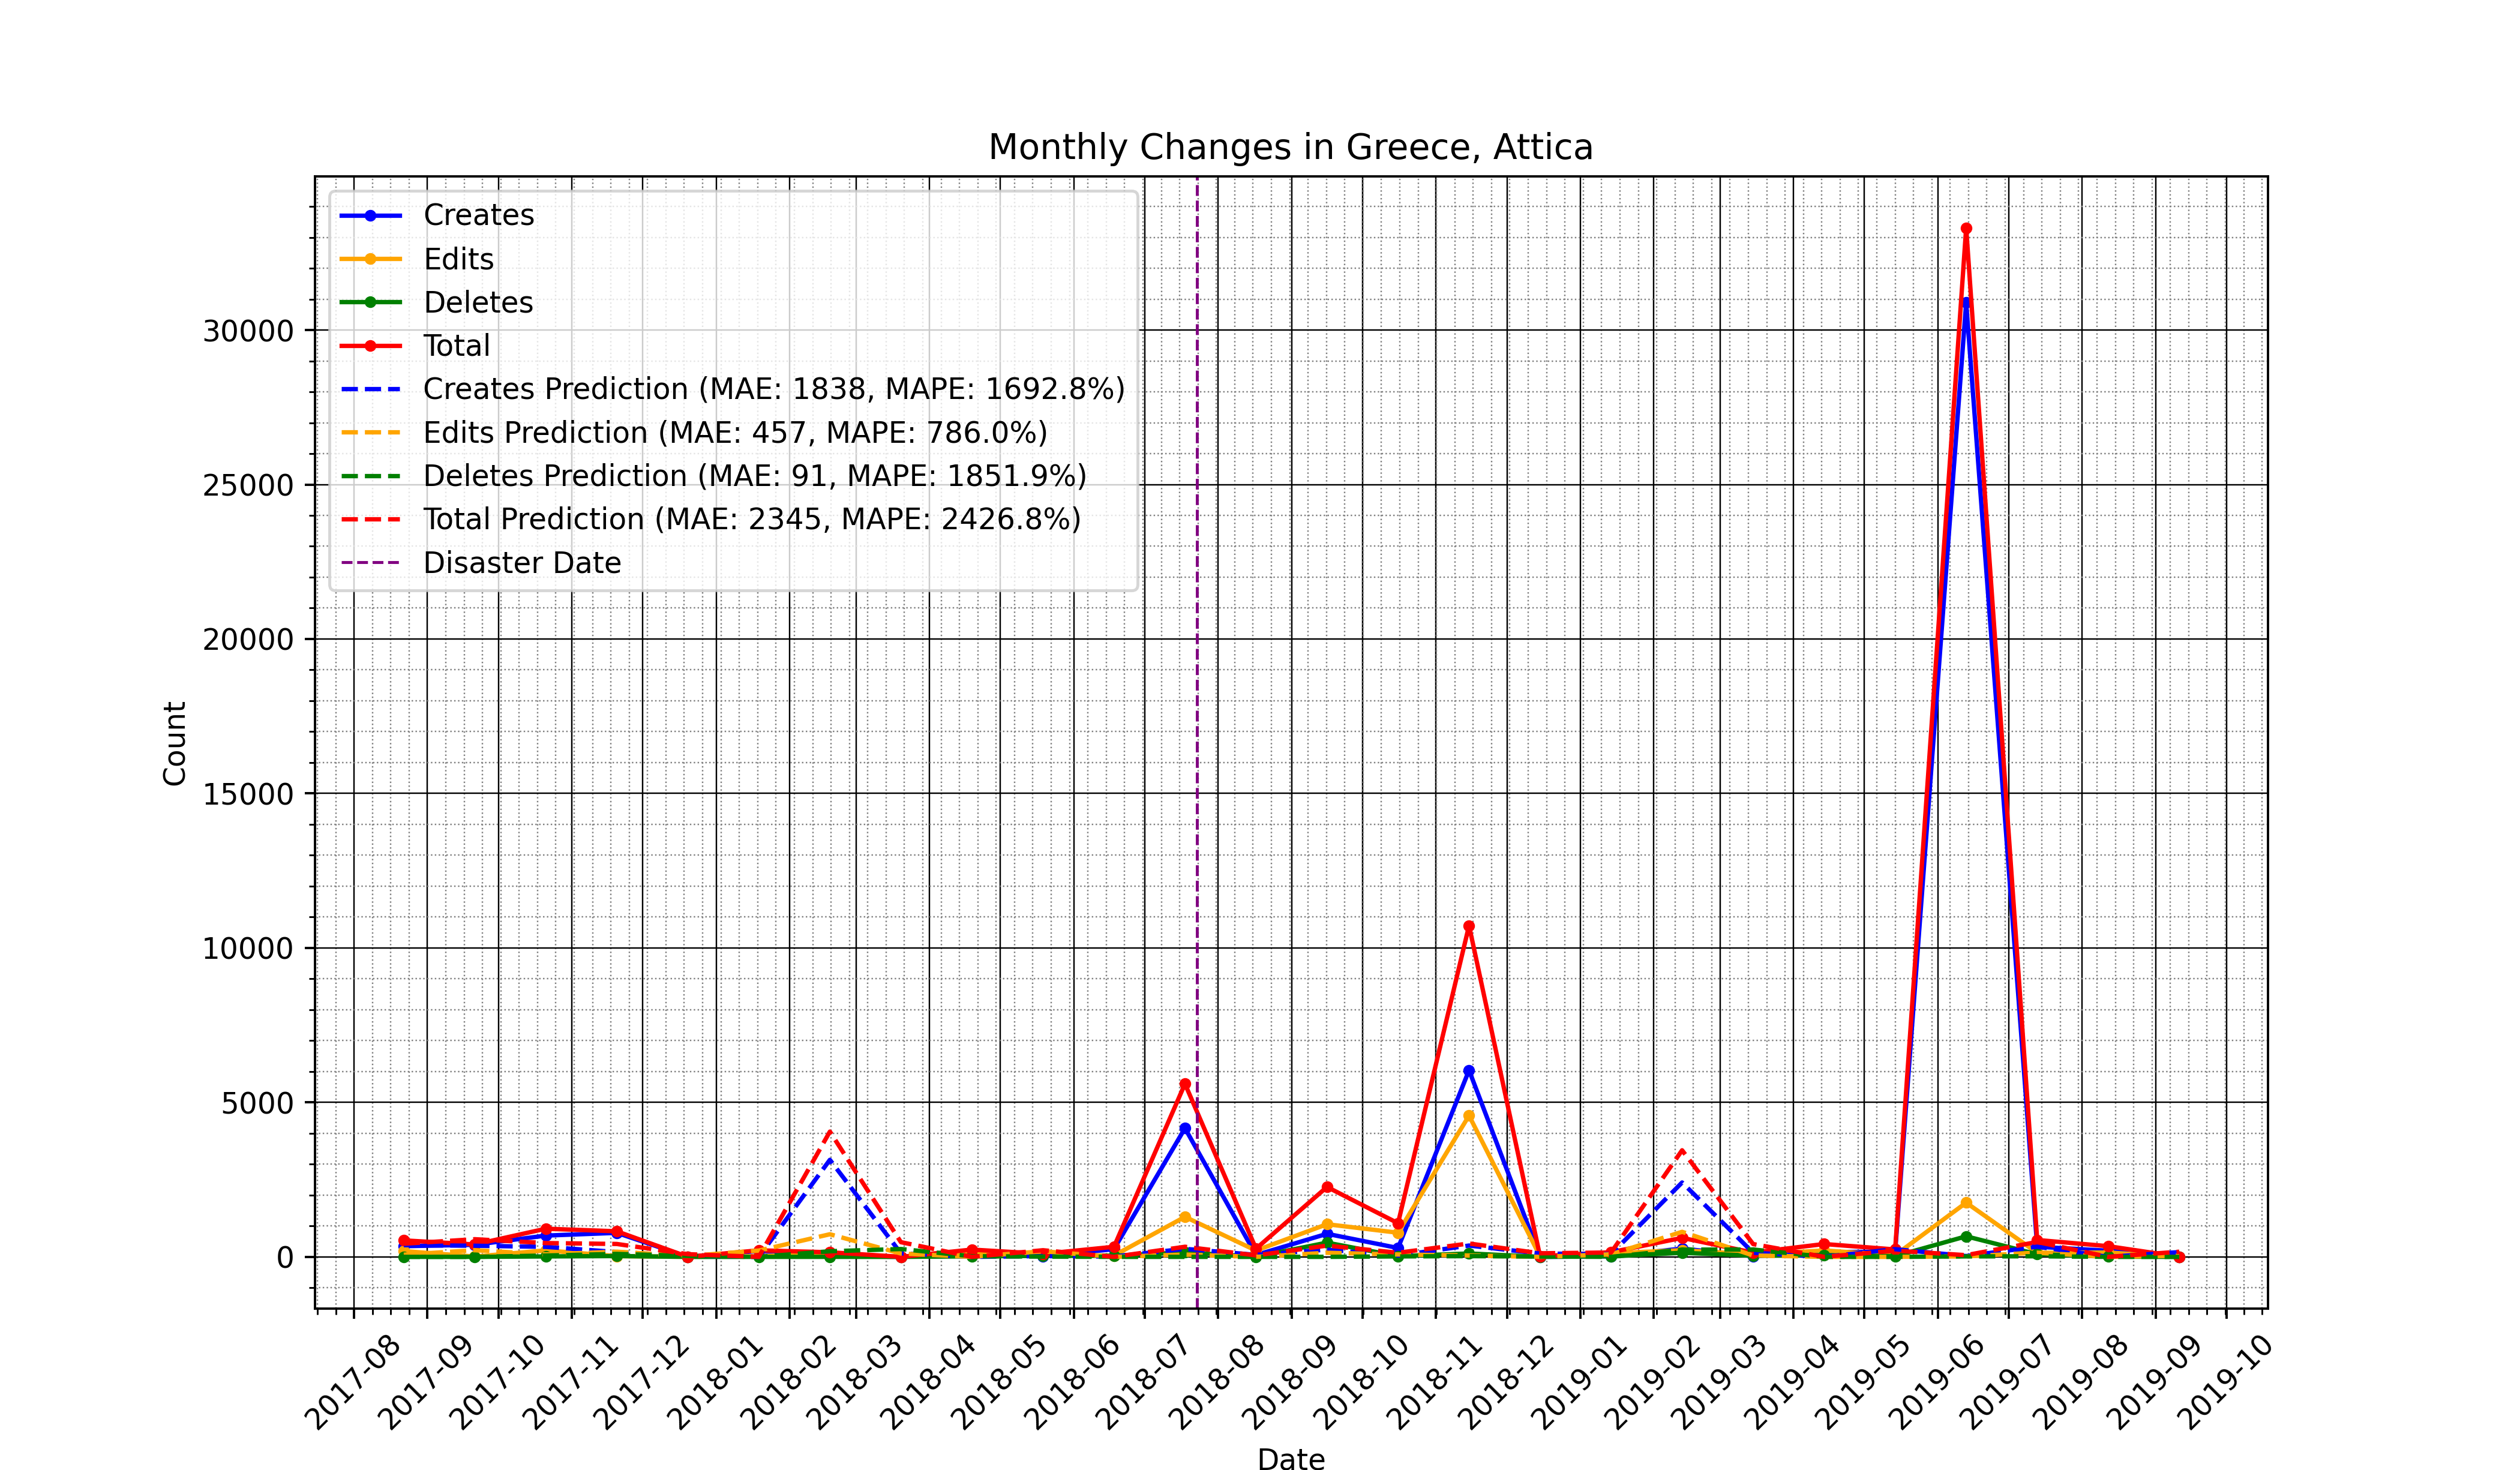 Monthly Changes in Greece, Attica
Creates
Edits
Deletes
Total
Creates Prediction (MAE: 1838, MAPE: 1692.8%)
Edits Prediction (MAE: 457, MAPE: 786.0%)
Deletes Prediction (MAE: 91, MAPE: 1851.9%)
Total Prediction (MAE: 2345, MAPE: 2426.8%)
Disaster Date
Count
30000
25000
20000
15000
10000
5000
0
2017-08
2017-09
2017-10
2017-11
2017-12
2018-01
2018-02
2018-03
2018-04
2018-05
2018-06
2018-07
2018-08
2018-09
2018-10
2018-11
2018-12
2019-01
2019-02
2019-03
2019-04
2019-05
2019-06
2019-07
2019-08
2019-09
2019-10
Date